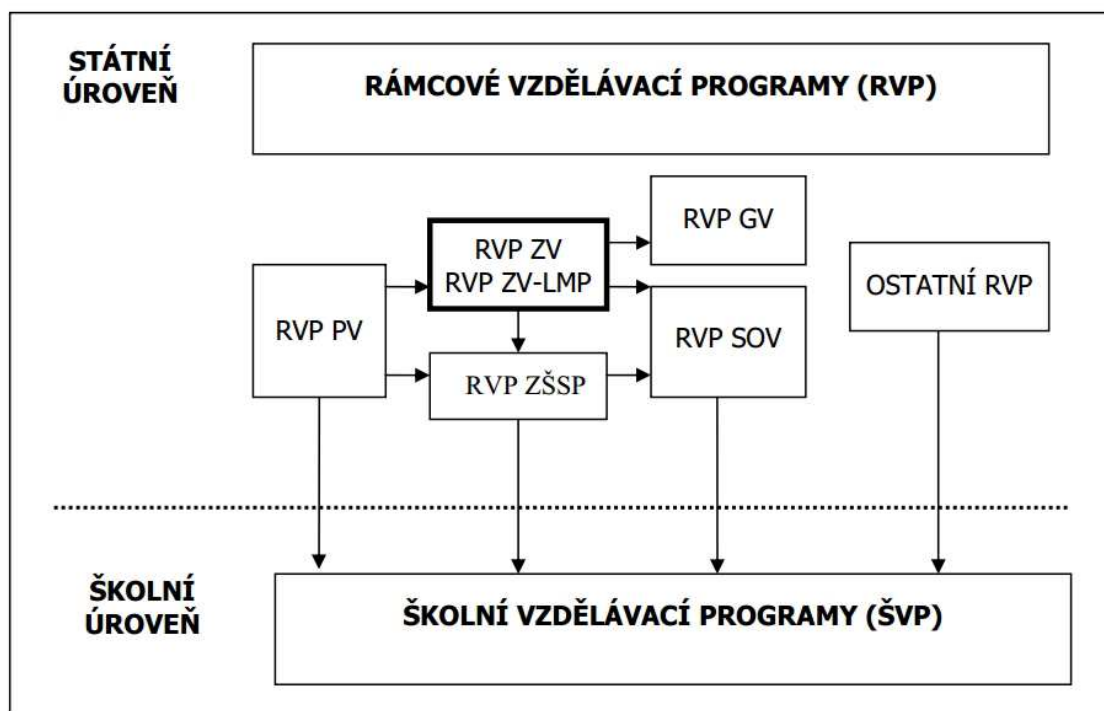 STÁTNÍ
ÚROVEŇ
RÁMCOVÉ VZDĚLÁVACÍ PROGRAMY (RVP)
RVP GV
RVP ZV
RVP ZV-LMP
OSTATNÍ RVP
RVP PV
RVP SOV
RVP ZŠSP
ŠKOLNÍ
ÚROVEŇ
ŠKOLNÍ VZDĚLÁVACÍ PROGRAMY (ŠVP)